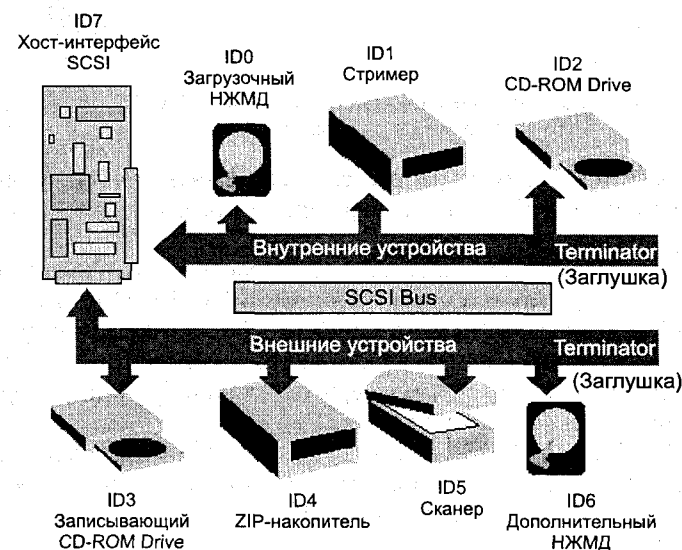 ID7
Хост-интерфейс
SCSI
ID0
Загрузочный
НЖМД
ID1
Стример
ID2
CD-ROM Drive
Внутренние устройства
Terminator
(Заглушка)
SCSI Bus
Внешние устройства
Terminator
(Заглушка)
ID3
Записывающий
CD-ROM Drive
ID4
ZIP-накопитель
ID5
Сканер
ID6
Дополнительный
НЖМД